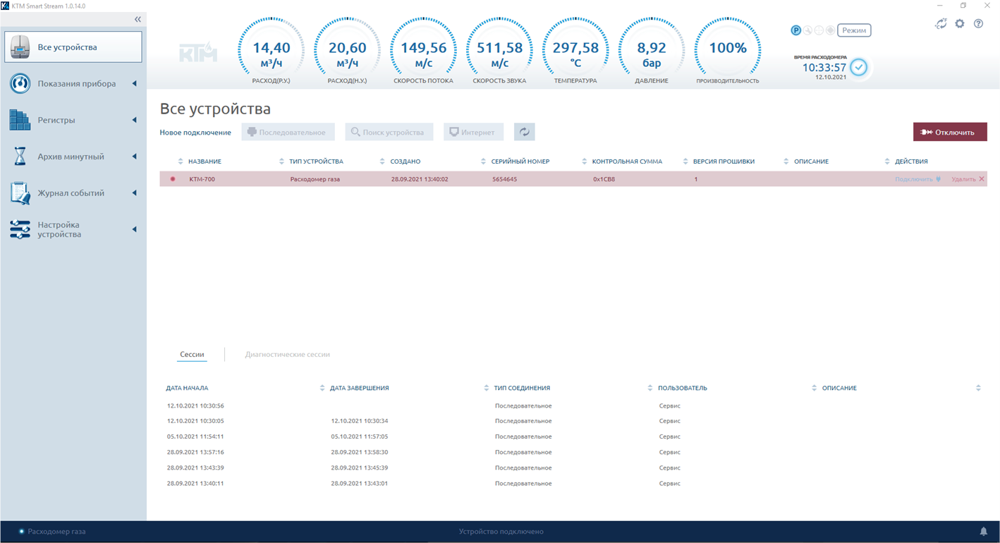 KTM Smart Stream 1.0.14.0
Все устройства
Показания прибора
Регистры
Архив минутный
Журнал событий
Настройка
устройства
КТМ
14,40
м³/ч
РАСХОД(Р.У.)
20,60
м³/ч
РАСХОД(Н.У.)
149,56
м/с
СКОРОСТЬ ПОТОКА
511,58
м/с
СКОРОСТЬ ЗВУКА
297,58
°C
ТЕМПЕРАТУРА
8,92
бар
ДАВЛЕНИЕ
100%
ПРОИЗВОДИТЕЛЬНОСТЬ
P
Режим
ВРЕМЯ РАСХОДОМЕРА
10:33:57
12.10.2021
Все устройства
Новое подключение Последовательное Поиск устройства Интернет Отключить
НАЗВАНИЕ ТИП УСТРОЙСТВА СОЗДАНО СЕРИЙНЫЙ НОМЕР КОНТРОЛЬНАЯ СУММА ВЕРСИЯ ПРОШИВКИ ОПИСАНИЕ ДЕЙСТВИЯ
КТМ-700 Расходомер газа 28.09.2021 13:40:02 5654645 0x1CB8 1 Подключить Удалить
Сессии Диагностические сессии
ДАТА НАЧАЛА ДАТА ЗАВЕРШЕНИЯ ТИП СОЕДИНЕНИЯ ПОЛЬЗОВАТЕЛЬ ОПИСАНИЕ
12.10.2021 10:30:56 Последовательное Сервис
12.10.2021 10:30:05 12.10.2021 10:30:34 Последовательное Сервис
05.10.2021 11:54:11 05.10.2021 11:57:05 Последовательное Сервис
28.09.2021 13:57:16 28.09.2021 13:58:30 Последовательное Сервис
28.09.2021 13:43:39 28.09.2021 13:45:39 Последовательное Сервис
28.09.2021 13:40:11 28.09.2021 13:43:01 Последовательное Сервис
Расходомер газа Устройство подключено